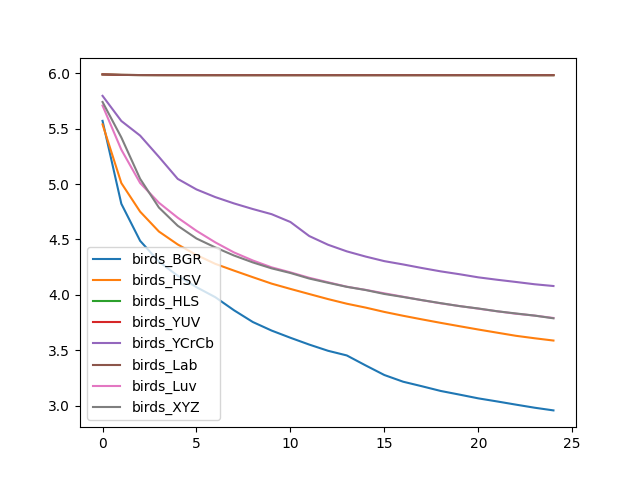 6.0
5.5
5.0
4.5
4.0
3.5
3.0
birds_BGR
birds_HSV
birds_HLS
birds_YUV
birds_YCrCb
birds_Lab
birds_Luv
birds_XYZ
0 5 10 15 20 25